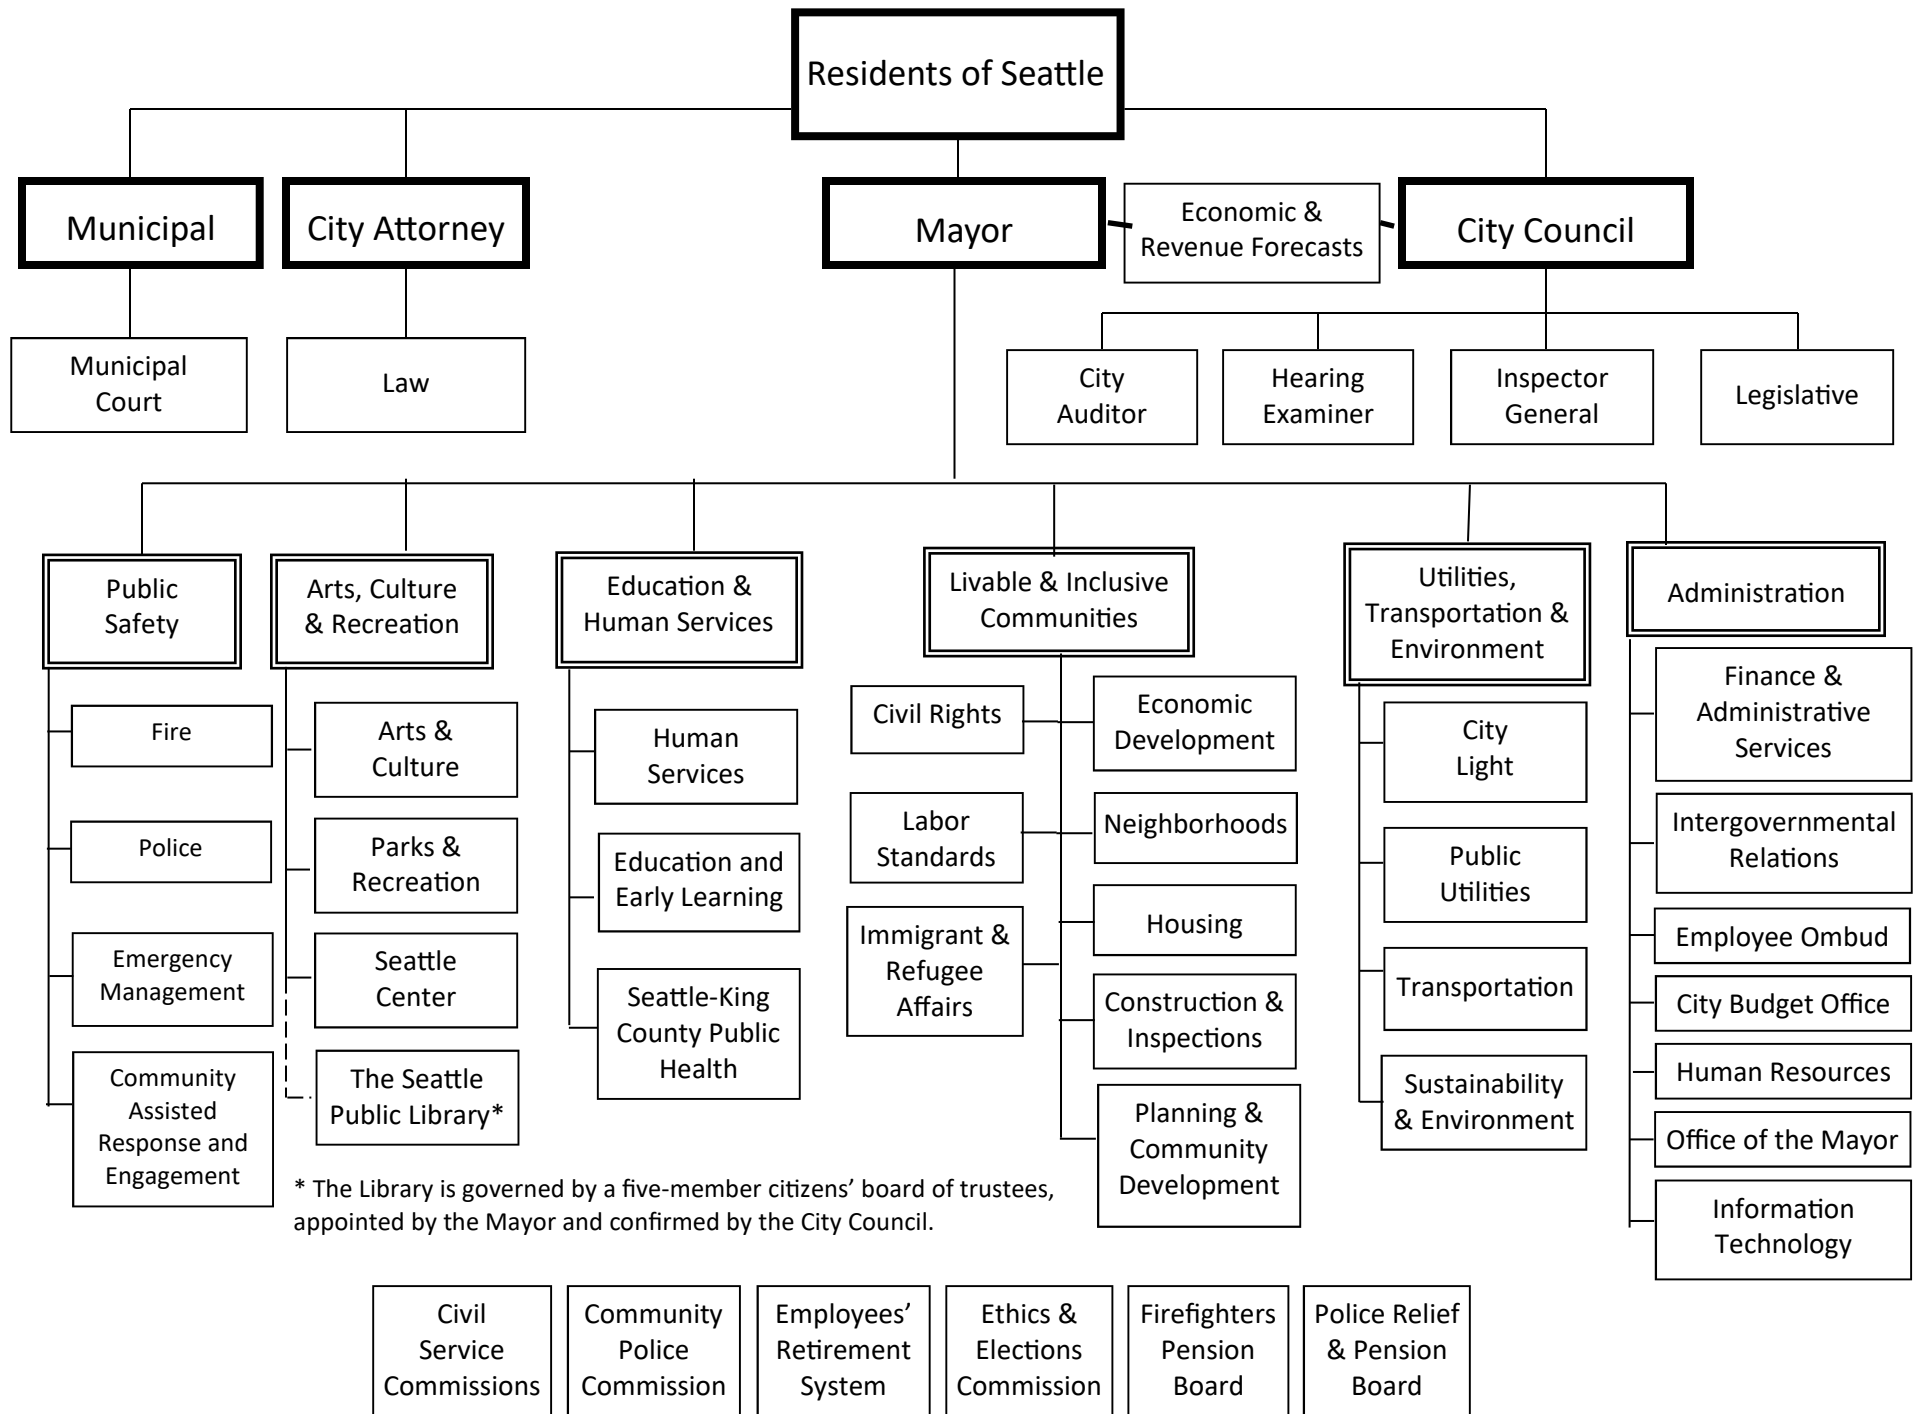 Residents of Seattle
Municipal
City Attorney
Mayor
Economic &
Revenue Forecasts
City Council
Municipal
Court
Law
City
Auditor
Hearing
Examiner
Inspector
General
Legislative
Public
Safety
Arts, Culture
& Recreation
Education &
Human Services
Livable & Inclusive
Communities
Utilities,
Transportation &
Environment
Administration
Fire
Police
Emergency
Management
Community
Assisted
Response and
Engagement
Arts &
Culture
Parks &
Recreation
Seattle
Center
The Seattle
Public Library*
Human
Services
Education and
Early Learning
Seattle-King
County Public
Health
Civil Rights
Labor
Standards
Immigrant &
Refugee
Affairs
Economic
Development
Neighborhoods
Housing
Construction &
Inspections
Planning &
Community
Development
City
Light
Public
Utilities
Transportation
Sustainability
& Environment
Finance &
Administrative
Services
Intergovernmental
Relations
Employee Ombud
City Budget Office
Human Resources
Office of the Mayor
Information
Technology
* The Library is governed by a five-member citizens’ board of trustees,
appointed by the Mayor and confirmed by the City Council.
Civil
Service
Commissions
Community
Police
Commission
Employees’
Retirement
System
Ethics &
Elections
Commission
Firefighters
Pension
Board
Police Relief
& Pension
Board